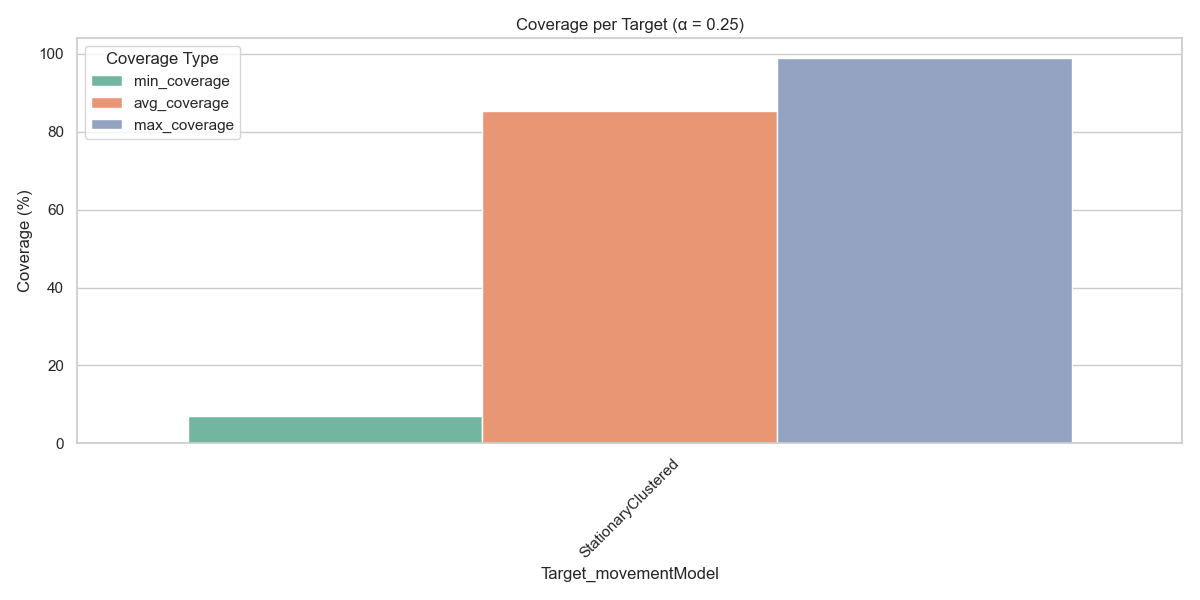 Coverage per Target (α = 0.25)
Coverage Type
min_coverage
avg_coverage
max_coverage
Coverage (%)
100
80
60
40
20
0
StationaryClustered
Target_movementModel